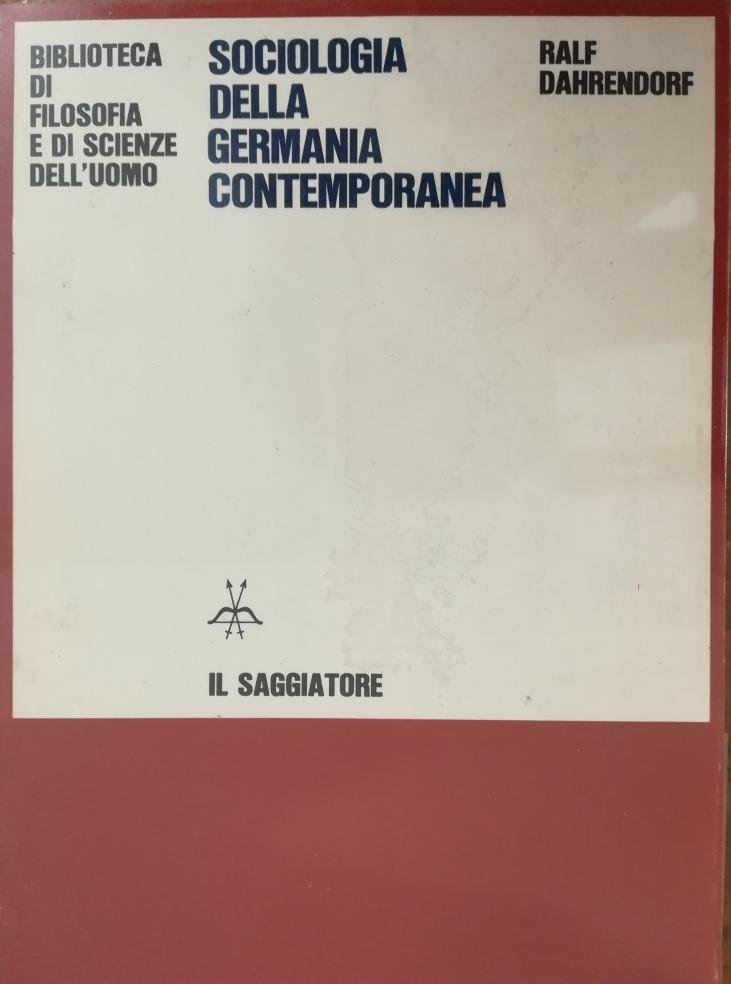 BIBLIOTECA
DI
FILOSOFIA
E DI SCIENZE
DELL'UOMO
SOCIOLOGIA
DELLA
GERMANIA
CONTEMPORANEA
RALF
DAHRENDORF
IL SAGGIATORE